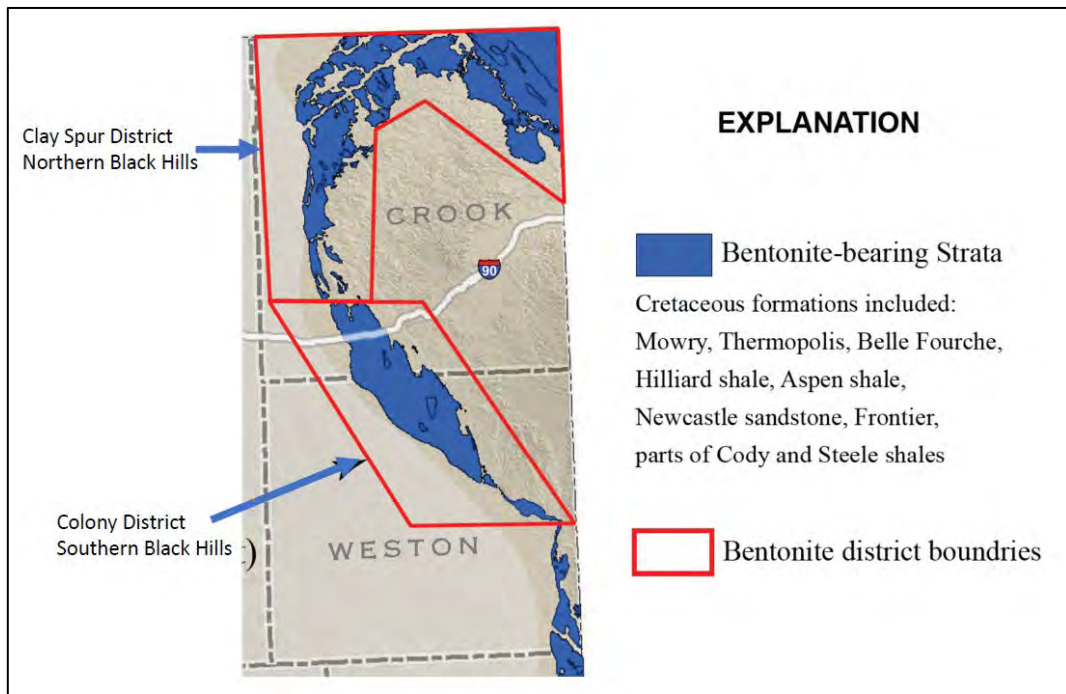 Clay Spur District
Northern Black Hills
CROOK
90
Colony District
Southern Black Hills
)
WESTON
EXPLANATION
Bentonite-bearing Strata
Cretaceous formations included:
Mowry, Thermopolis, Belle Fourche,
Hilliard shale, Aspen shale,
Newcastle sandstone, Frontier,
parts of Cody and Steele shales
Bentonite district boundries